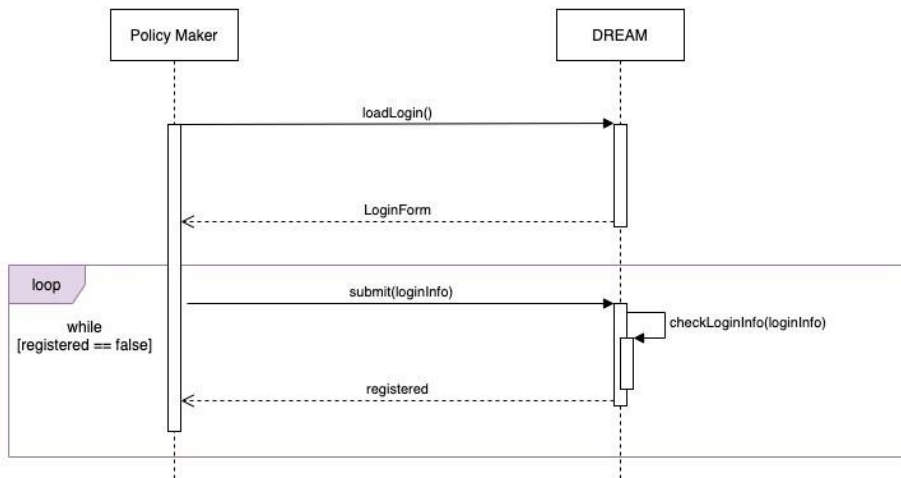 Policy Maker
DREAM
loadLogin()
LoginForm
loop
submit(loginInfo)
while
[registered == false]
checkLoginInfo(loginInfo)
registered